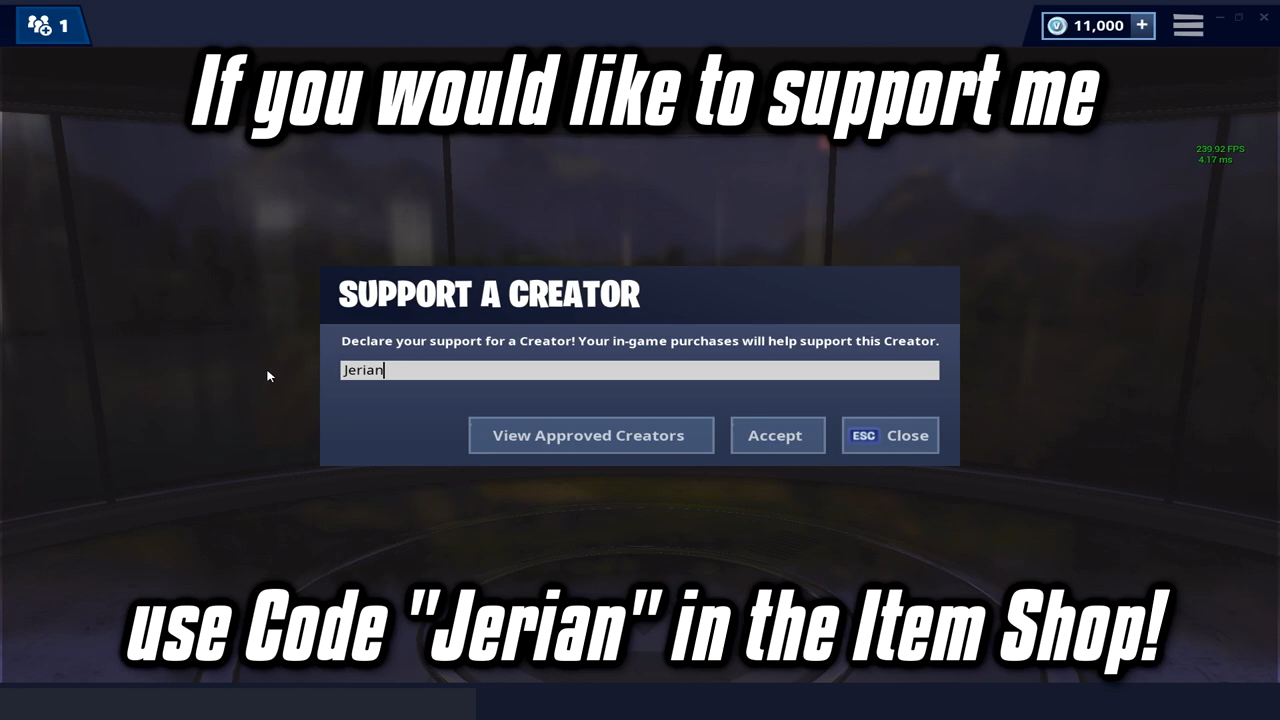 1
11,000 +
If you would like to support me
239.92 FPS
4.17 ms
SUPPORT A CREATOR
Declare your support for a Creator! Your in-game purchases will help support this Creator.
Jerian
View Approved Creators Accept ESC Close
use Code "Jerian" in the Item Shop!